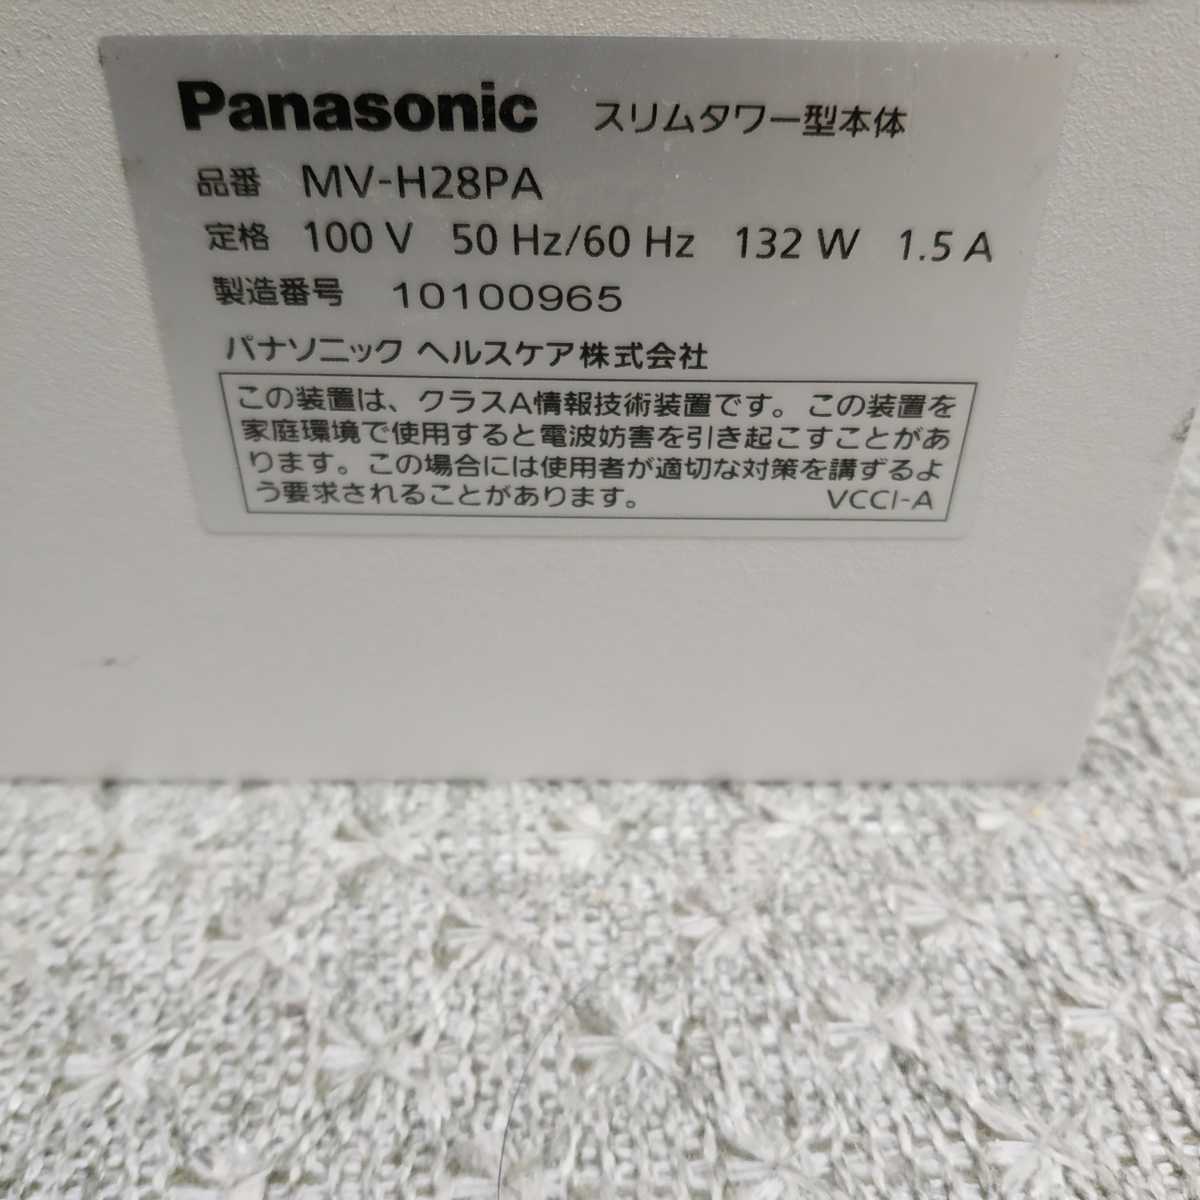 Panasonic スリムタワー型本体
品番 MV-H28PA
定格 100 V 50 Hz/60 Hz 132 W 1.5 A
製造番号 10100965
パナソニック ヘルスケア株式会社
この装置は、クラスA情報技術装置です。この装置を
家庭環境で使用すると電波妨害を引き起こすことがあ
ります。この場合には使用者が適切な対策を講ずるよ
う要求されることがあります。 VCCI-A